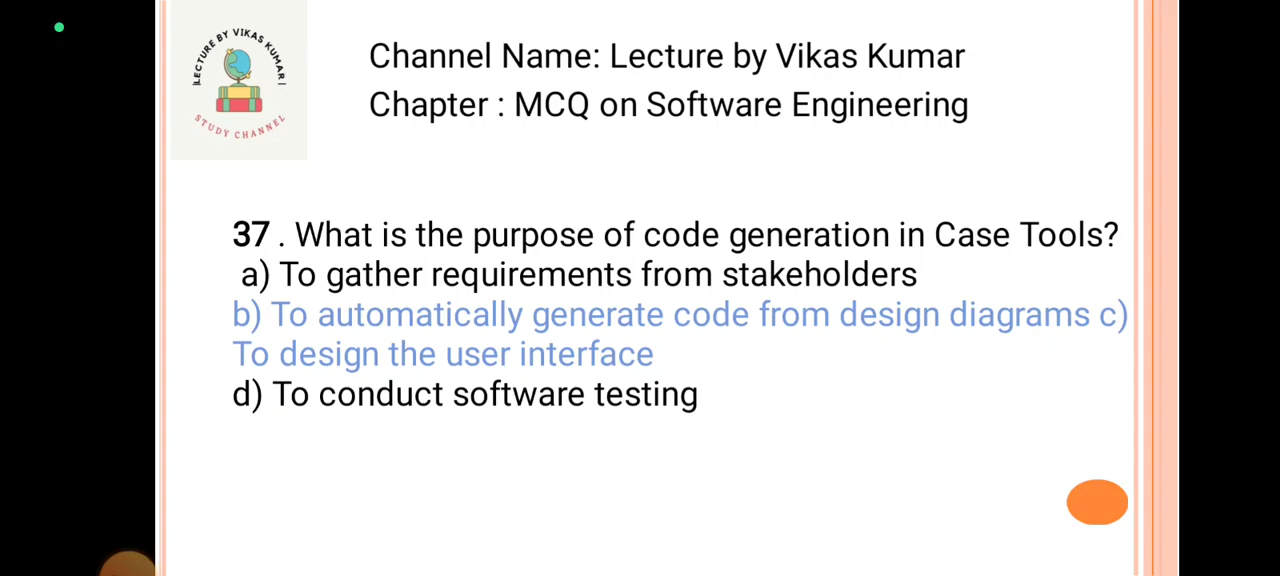 LECTURE BY VIKAS KUMAR
STUDY CHANNEL
Channel Name: Lecture by Vikas Kumar
Chapter : MCQ on Software Engineering
37 . What is the purpose of code generation in Case Tools?
a) To gather requirements from stakeholders
b) To automatically generate code from design diagrams c)
To design the user interface
d) To conduct software testing